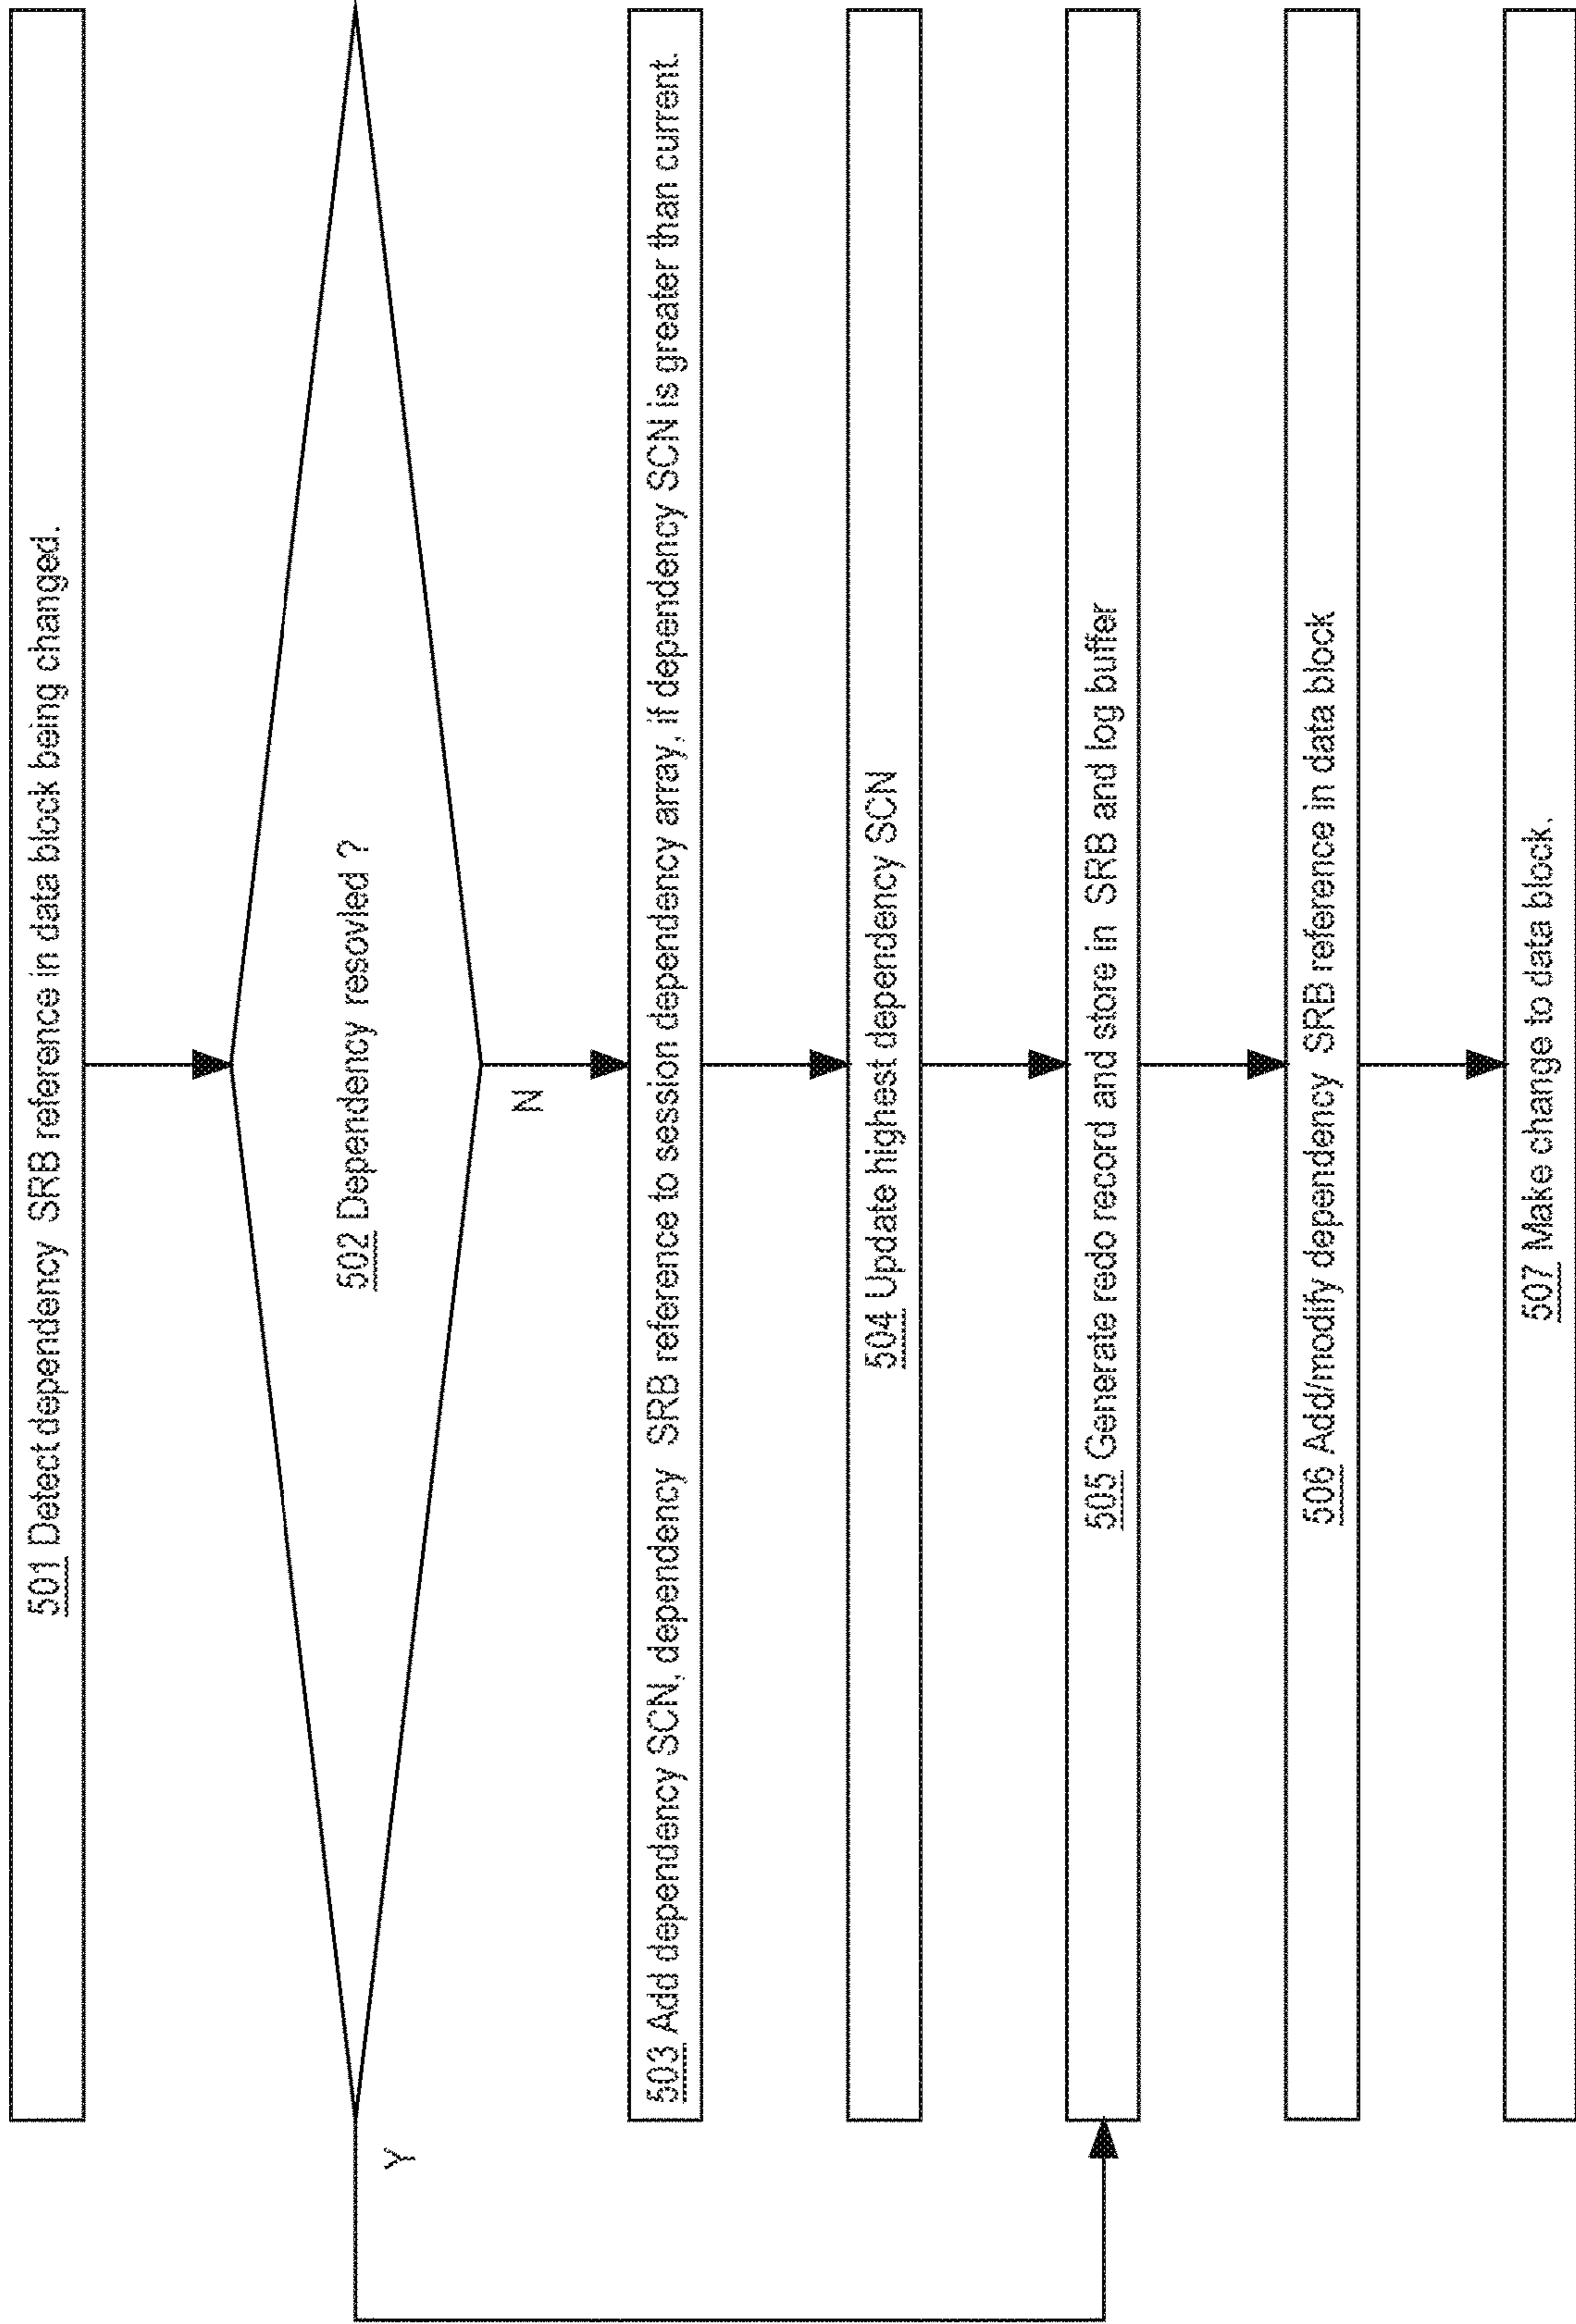 501 Detect dependency SRB reference in data block being changed.
502 Dependency resovled ?
Y
N
503 Add dependency SCN, dependency SRB reference to session dependency array, if dependency SCN is greater than current.
504 Update highest dependency SCN
505 Generate redo record and store in SRB and log buffer
506 Add/modify dependency SRB reference in data block
507 Make change to data block.